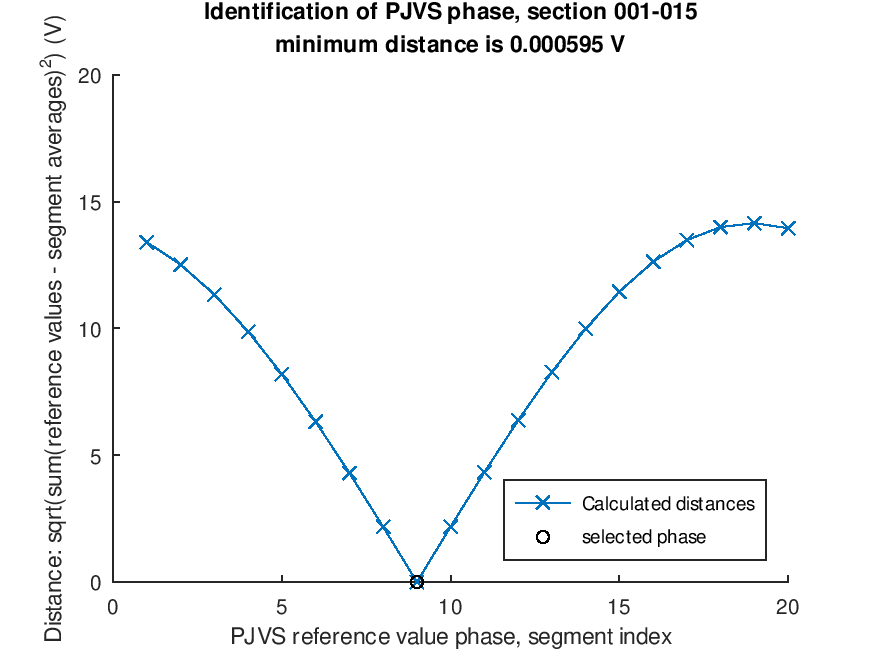 Identification of PJVS phase, section 001-015
minimum distance is 0.000595 V
Distance: sqrt(sum(reference values - segment averages)²) (V)
20
15
10
5
0
0 5 10 15 20
Calculated distances
selected phase
PJVS reference value phase, segment index